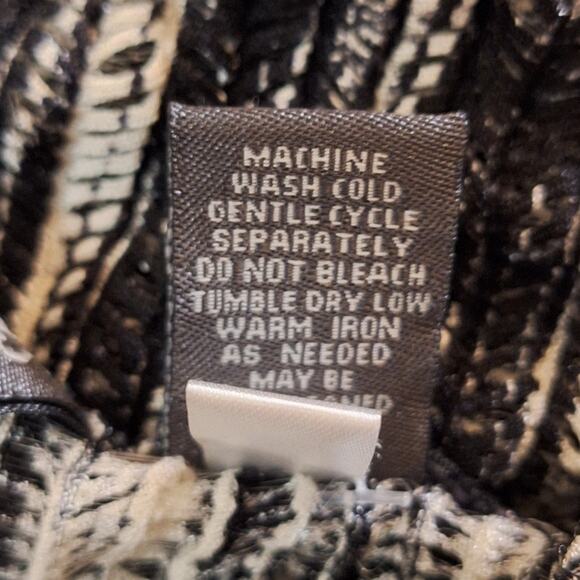 MACHINE
WASH COLD
GENTLE CYCLE
SEPARATELY
DO NOT BLEACH
TUMBLE DRY LOW
WARM IRON
AS NEEDED
MAY BE